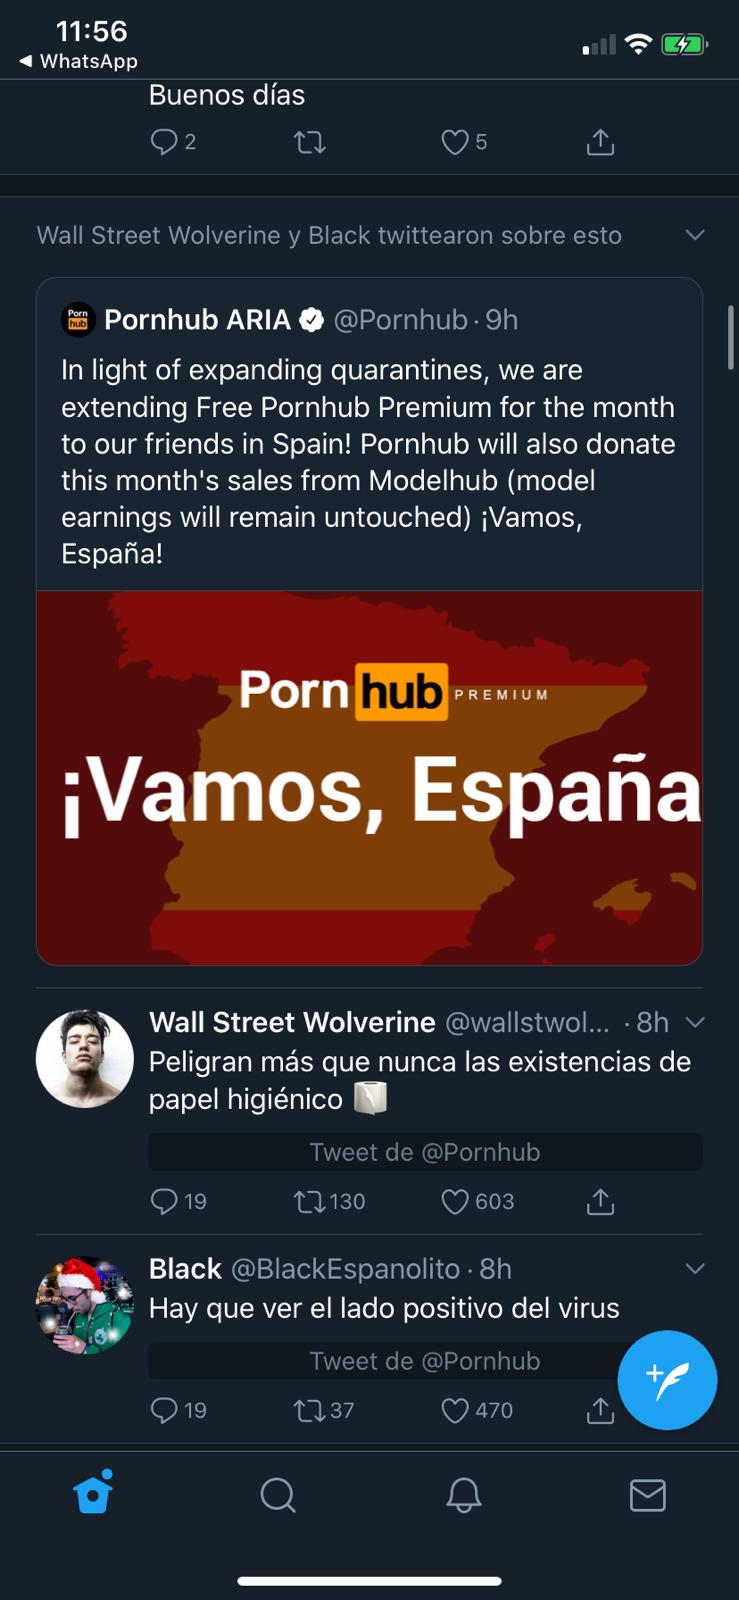 11:56
WhatsApp
Buenos días
2 5
Wall Street Wolverine y Black twittearon sobre esto
Porn hub Pornhub ARIA @Pornhub · 9h
In light of expanding quarantines, we are
extending Free Pornhub Premium for the month
to our friends in Spain! Pornhub will also donate
this month's sales from Modelhub (model
earnings will remain untouched) ¡Vamos,
España!
Porn hub PREMIUM
¡Vamos, España
Wall Street Wolverine @wallstwol... · 8h
Peligran más que nunca las existencias de
papel higiénico 🧻
Tweet de @Pornhub
19 130 603
Black @BlackEspanolito · 8h
Hay que ver el lado positivo del virus
Tweet de @Pornhub
19 37 470